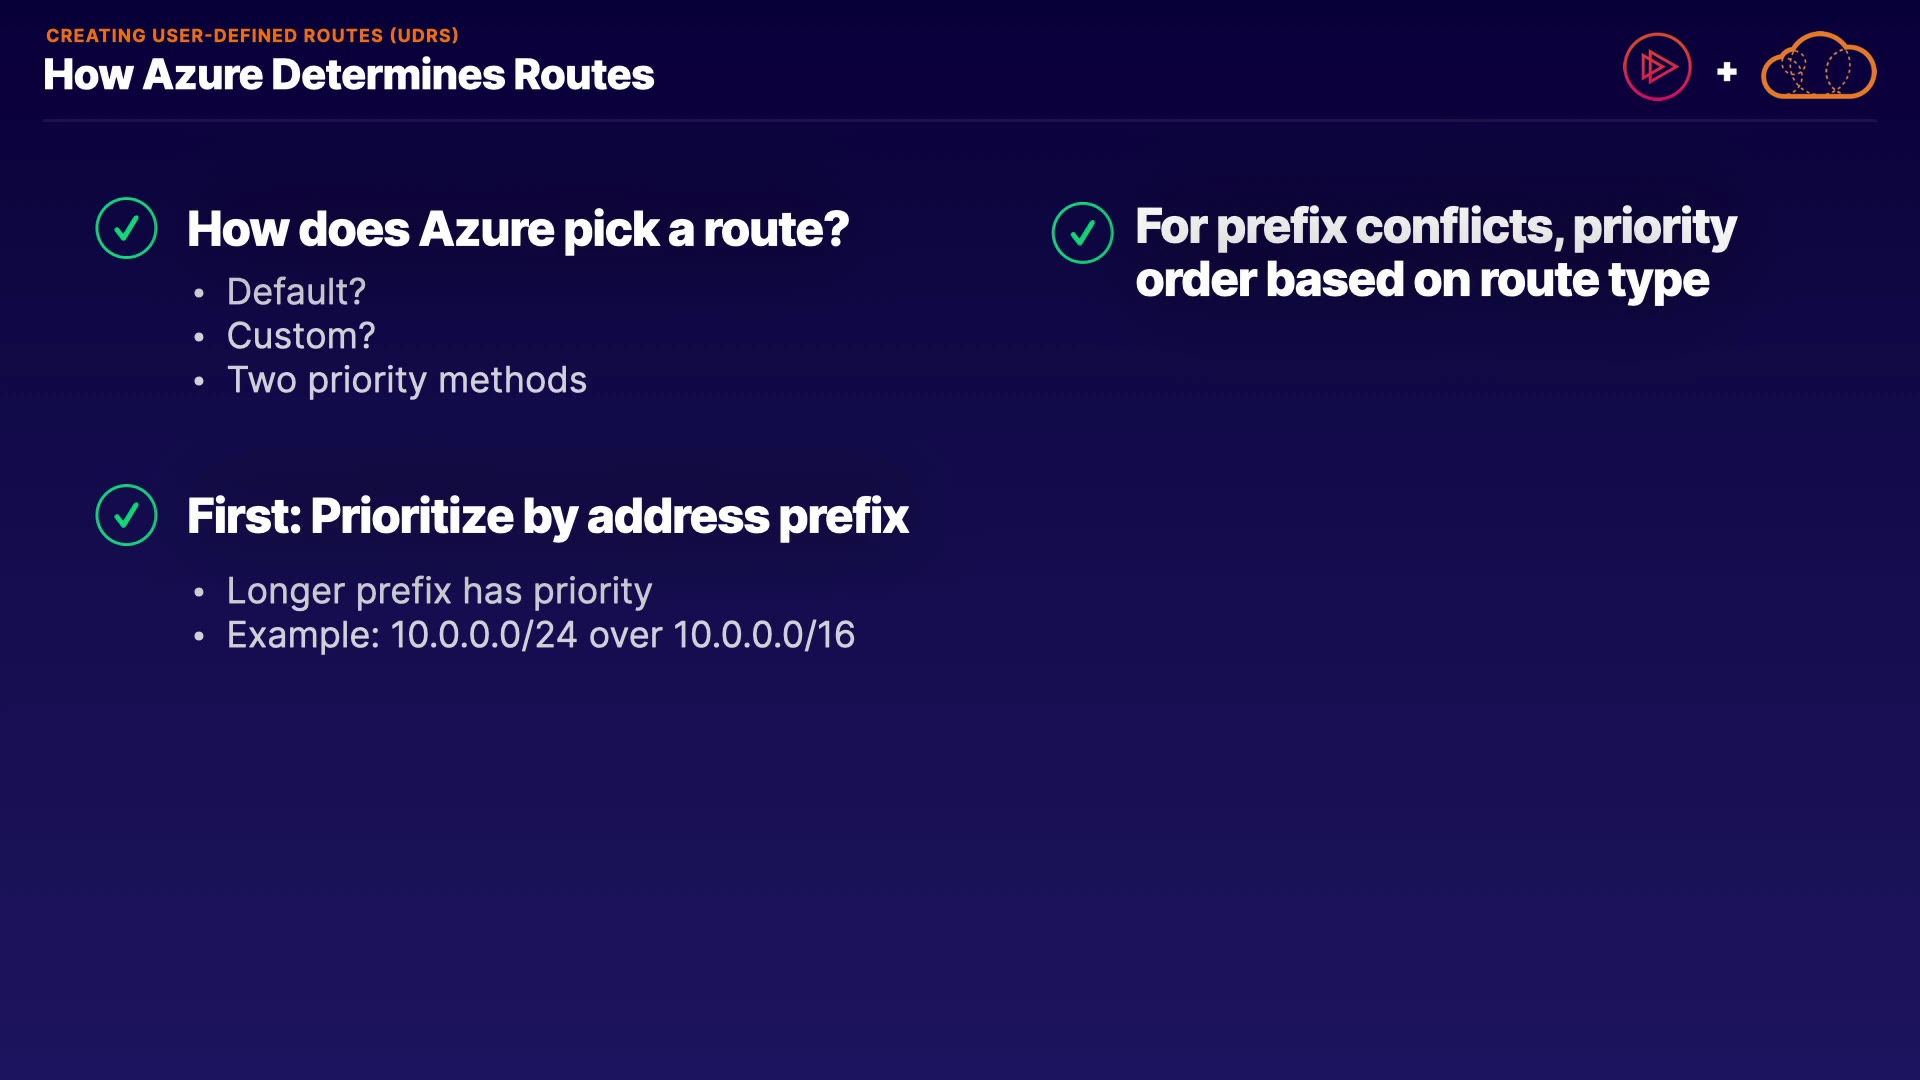 CREATING USER-DEFINED ROUTES (UDRS)
How Azure Determines Routes
How does Azure pick a route?
• Default?
• Custom?
• Two priority methods
First: Prioritize by address prefix
• Longer prefix has priority
• Example: 10.0.0.0/24 over 10.0.0.0/16
For prefix conflicts, priority
order based on route type